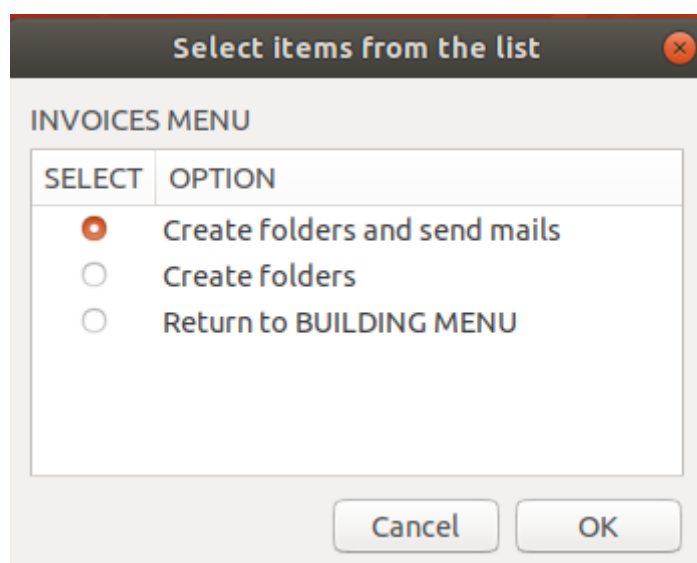 Select items from the list
INVOICES MENU
SELECT OPTION
Create folders and send mails
Create folders
Return to BUILDING MENU
Cancel OK